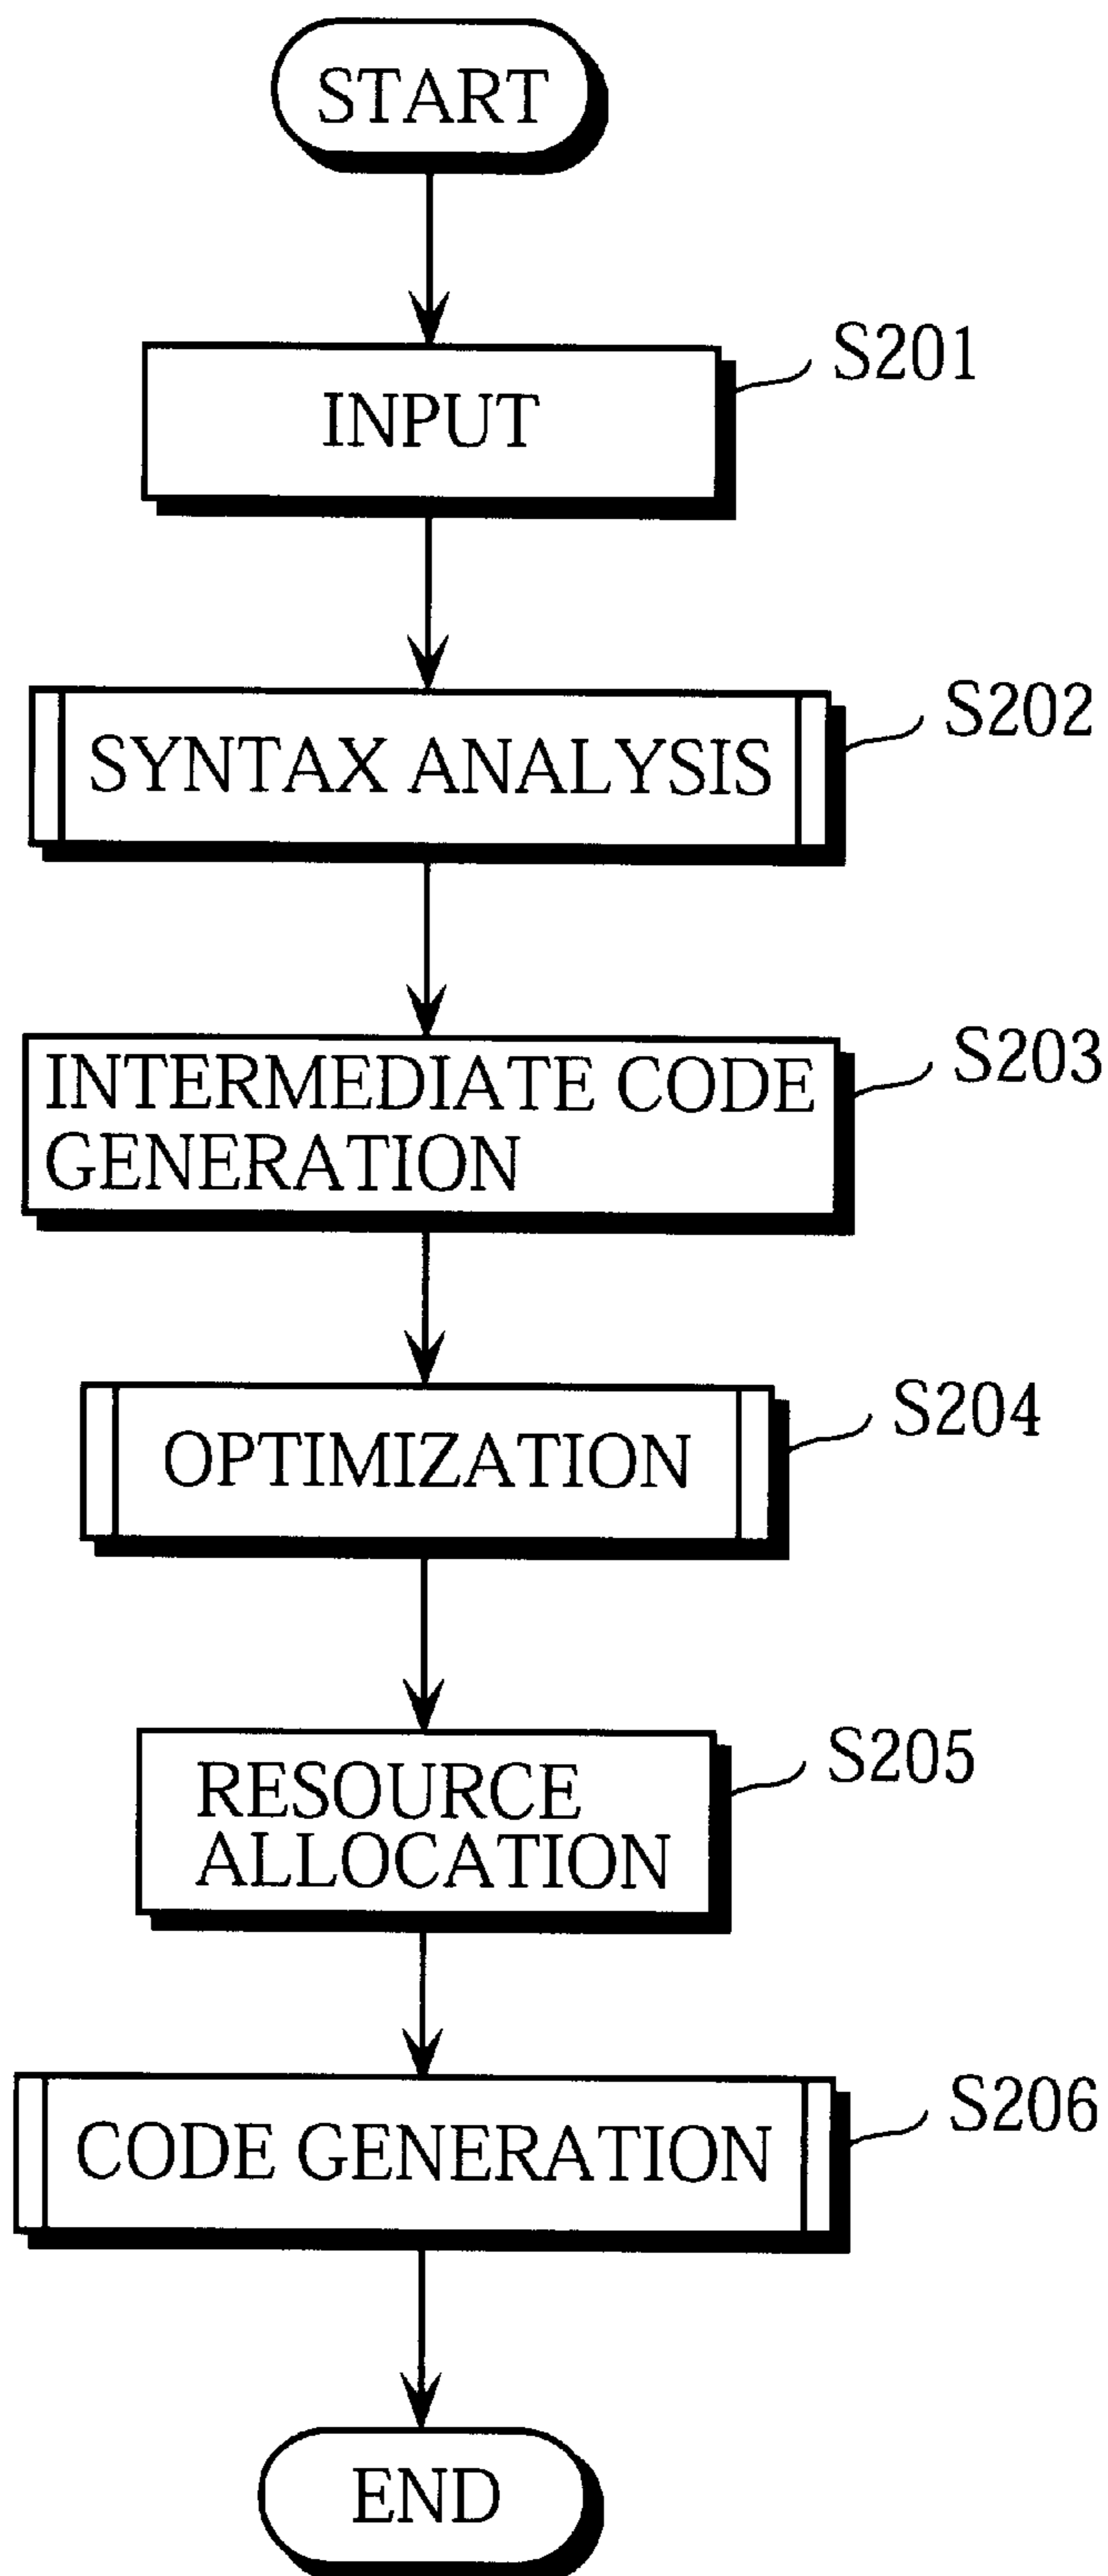 START
INPUT
S201
SYNTAX ANALYSIS
S202
INTERMEDIATE CODE
GENERATION
S203
OPTIMIZATION
S204
RESOURCE
ALLOCATION
S205
CODE GENERATION
S206
END